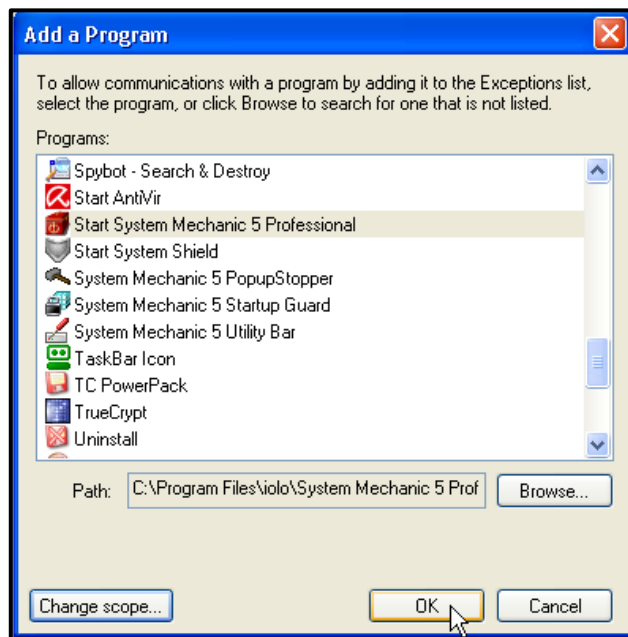 Add a Program
To allow communications with a program by adding it to the Exceptions list,
select the program, or click Browse to search for one that is not listed.
Programs:
Spybot - Search & Destroy
Start AntiVir
Start System Mechanic 5 Professional
Start System Shield
System Mechanic 5 PopupStopper
System Mechanic 5 Startup Guard
System Mechanic 5 Utility Bar
TaskBar Icon
TC PowerPack
TrueCrypt
Uninstall
Path: C:\Program Files\iolo\System Mechanic 5 Prof Browse...
Change scope... OK Cancel